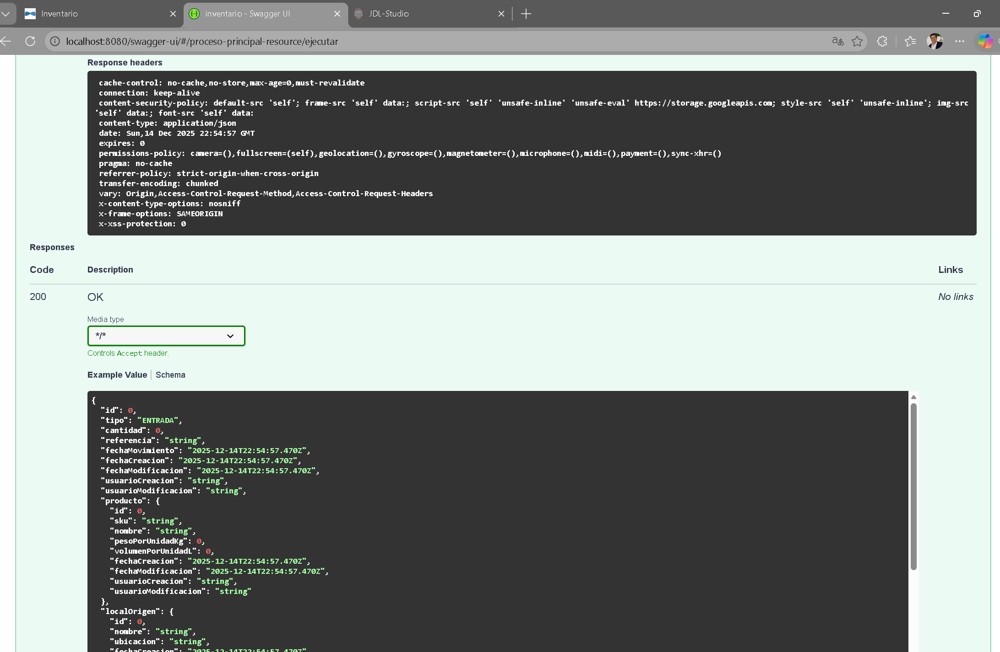 Inventario
inventario - Swagger UI
JDL-Studio
localhost:8080/swagger-ui/#/proceso-principal-resource/ejecutar
Response headers
cache-control: no-cache,no-store,max-age=0,must-revalidate
connection: keep-alive
content-security-policy: default-src 'self'; frame-src 'self' data:; script-src 'self' 'unsafe-inline' 'unsafe-eval' https://storage.googleapis.com; style-src 'self' 'unsafe-inline'; img-src
'self' data:; font-src 'self' data:
content-type: application/json
date: Sun,14 Dec 2025 22:54:57 GMT
expires: 0
permissions-policy: camera=(),fullscreen=(self),geolocation=(),gyroscope=(),magnetometer=(),microphone=(),midi=(),payment=(),sync-xhr=()
pragma: no-cache
referrer-policy: strict-origin-when-cross-origin
transfer-encoding: chunked
vary: Origin,Access-Control-Request-Method,Access-Control-Request-Headers
x-content-type-options: nosniff
x-frame-options: SAMEORIGIN
x-xss-protection: 0
Responses
Code Description Links
200 OK No links
Media type
*/*
Controls Accept header.
Example Value | Schema
{
  "id": 0,
  "tipo": "ENTRADA",
  "cantidad": 0,
  "referencia": "string",
  "fechaMovimiento": "2025-12-14T22:54:57.470Z",
  "fechaCreacion": "2025-12-14T22:54:57.470Z",
  "fechaModificacion": "2025-12-14T22:54:57.470Z",
  "usuarioCreacion": "string",
  "usuarioModificacion": "string",
  "producto": {
    "id": 0,
    "sku": "string",
    "nombre": "string",
    "pesoPorUnidadKg": 0,
    "volumenPorUnidadL": 0,
    "fechaCreacion": "2025-12-14T22:54:57.470Z",
    "fechaModificacion": "2025-12-14T22:54:57.470Z",
    "usuarioCreacion": "string",
    "usuarioModificacion": "string"
  },
  "localOrigen": {
    "id": 0,
    "nombre": "string",
    "ubicacion": "string",
    "fechaCreacion": "2025-12-14T22:54:57.470Z"